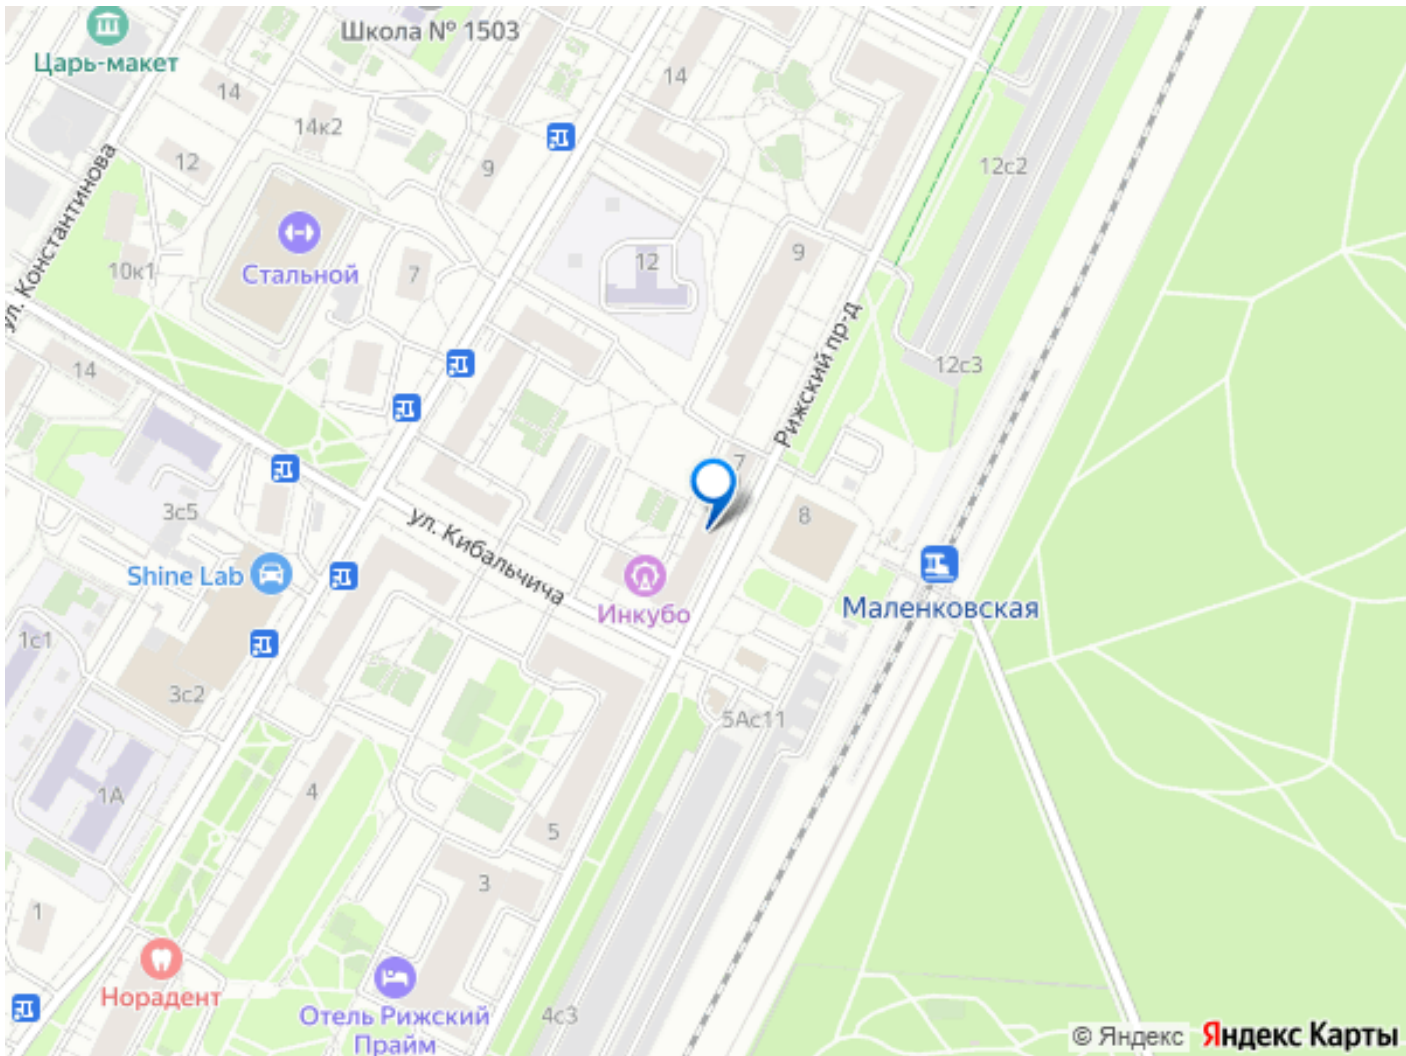 Школа № 1503
Царь-макет
14
14
14к2
12
9
12с2
ул. Константинова
10к1
Стальной
7
12
9
Рижский пр-д
14
12с3
7
3с5
ул. Кибальчича
8
Shine Lab
Инкубо
Маленковская
1с1
3с2
5Ас11
1А
4
5
3
1
Норадент
Отель Рижский
Прайм
4с3
© Яндекс Яндекс Карты